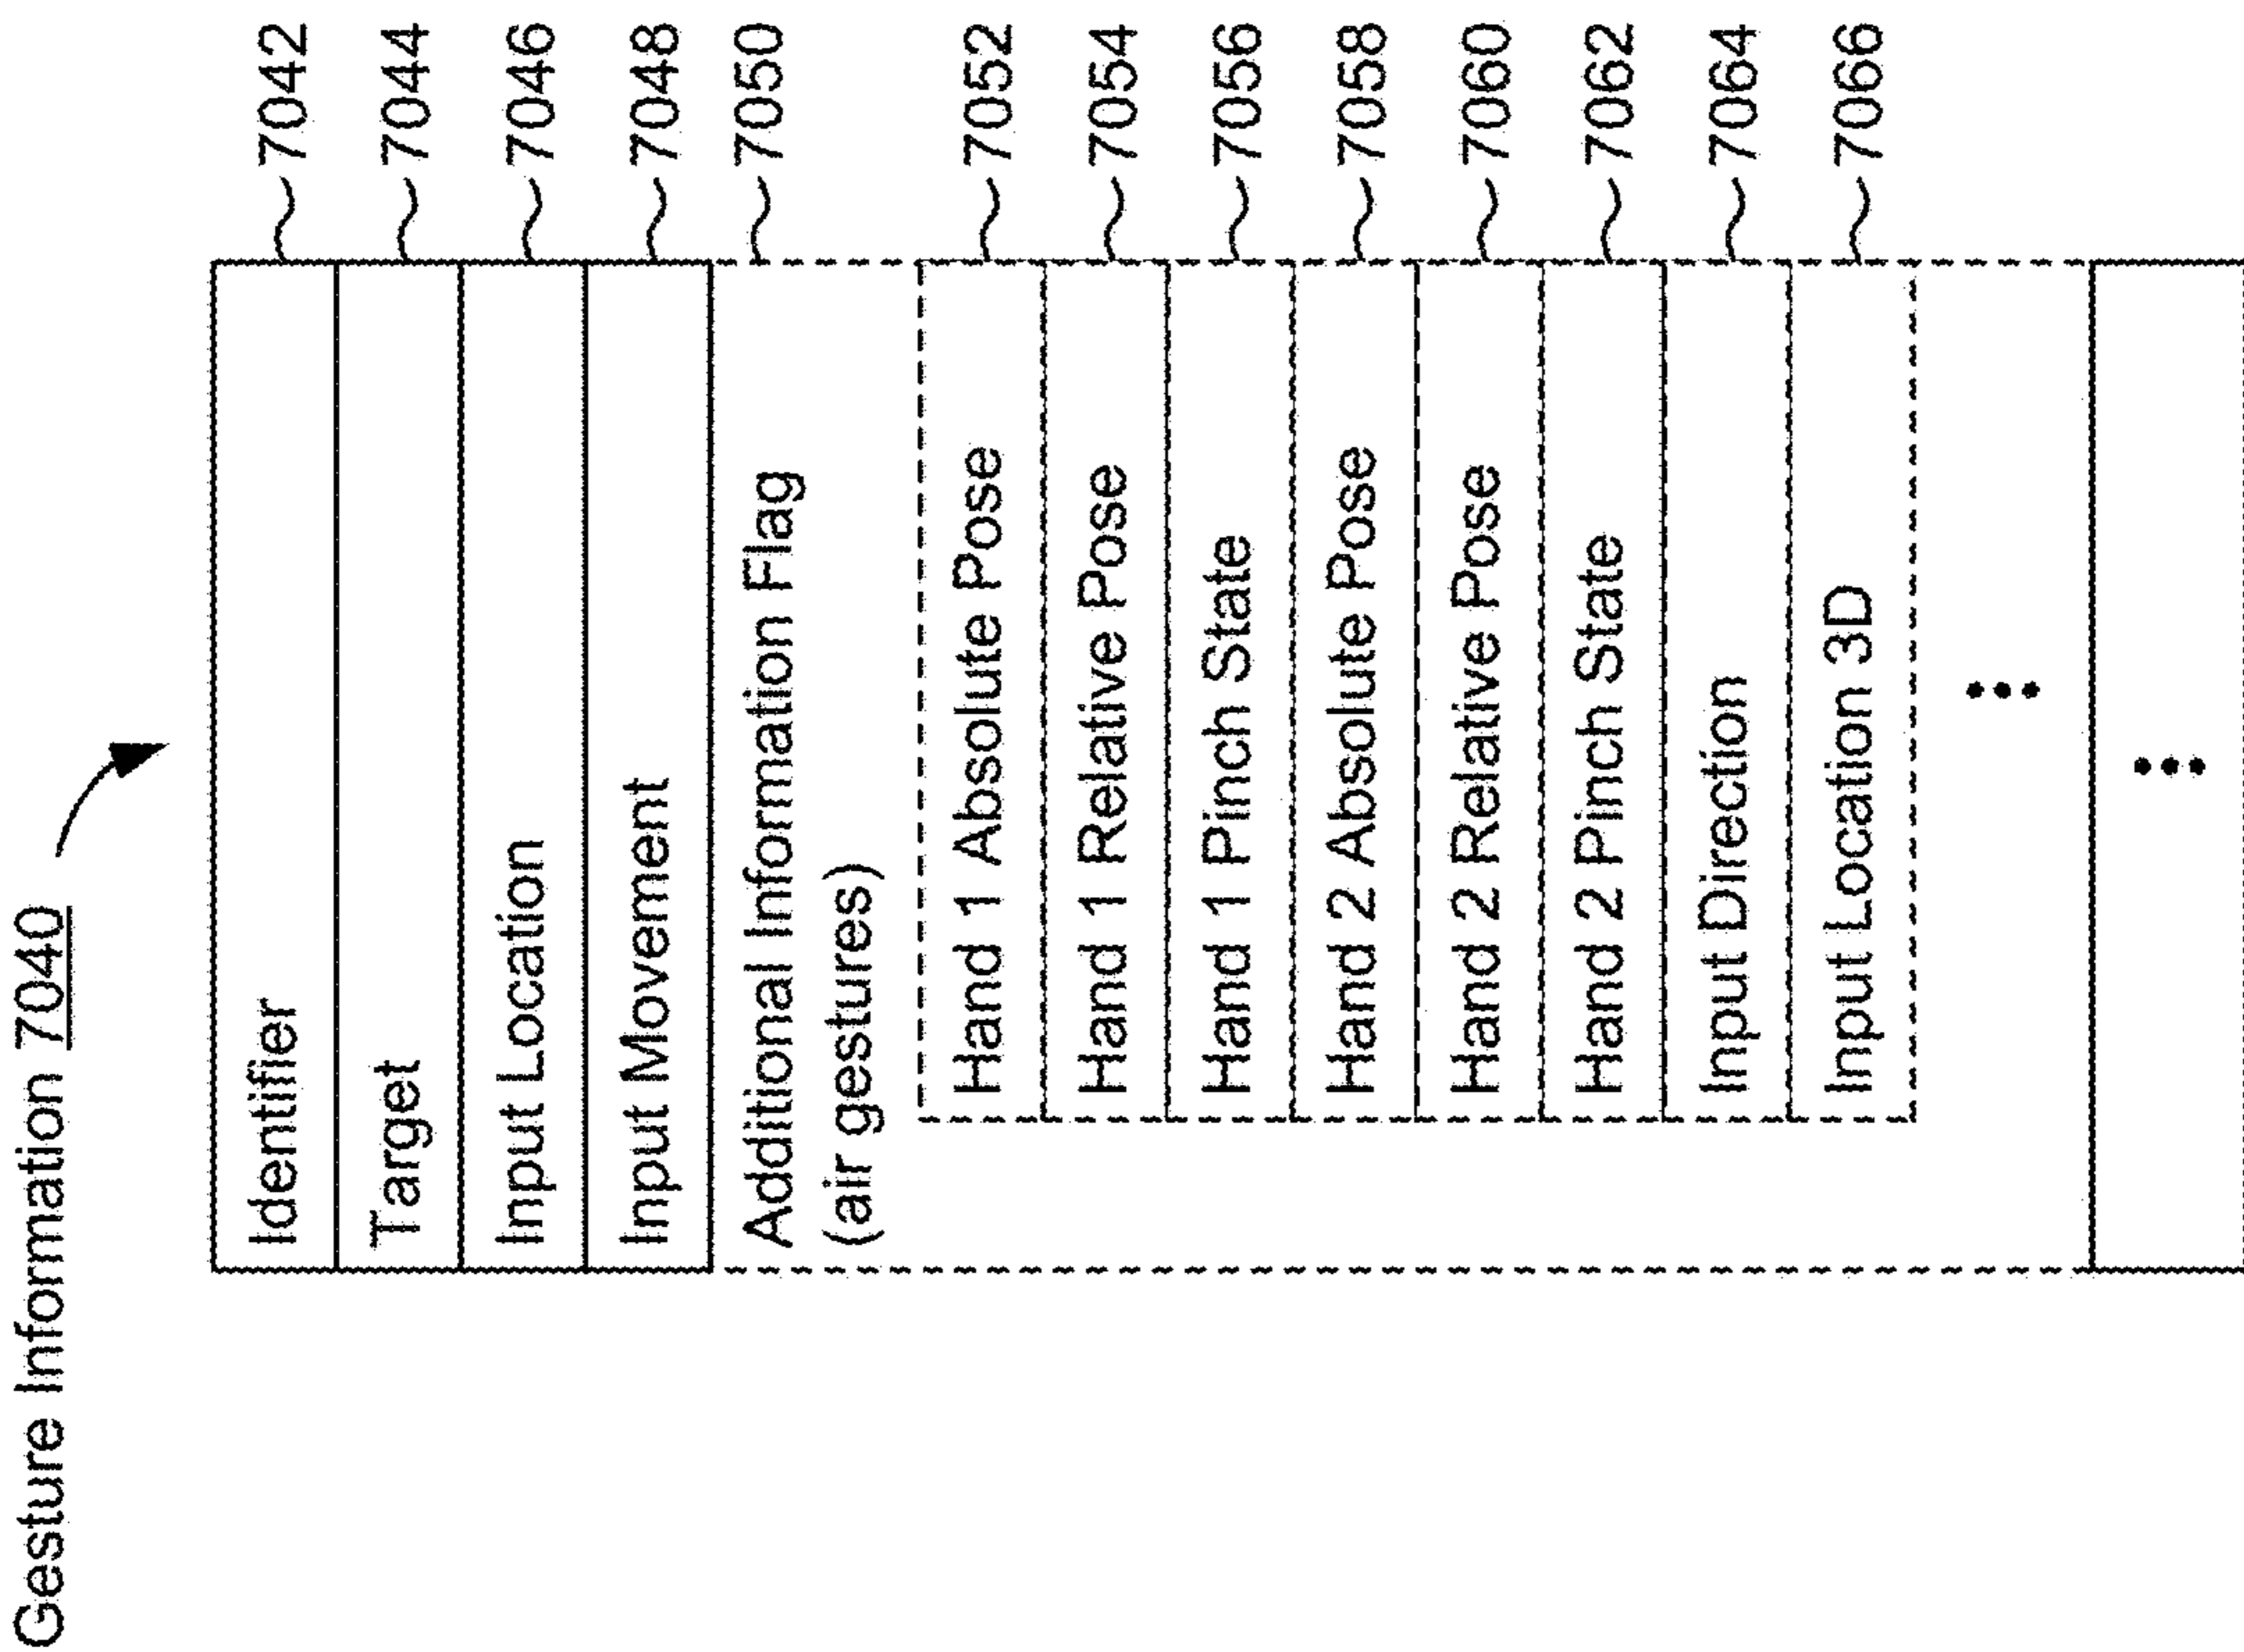 Gesture Information 7040
Identifier 7042
Target 7044
Input Location 7046
Input Movement 7048
Additional Information Flag 7050
(air gestures)
Hand 1 Absolute Pose 7052
Hand 1 Relative Pose 7054
Hand 1 Pinch State 7056
Hand 2 Absolute Pose 7058
Hand 2 Relative Pose 7060
Hand 2 Pinch State 7062
Input Direction 7064
Input Location 3D 7066
...
...